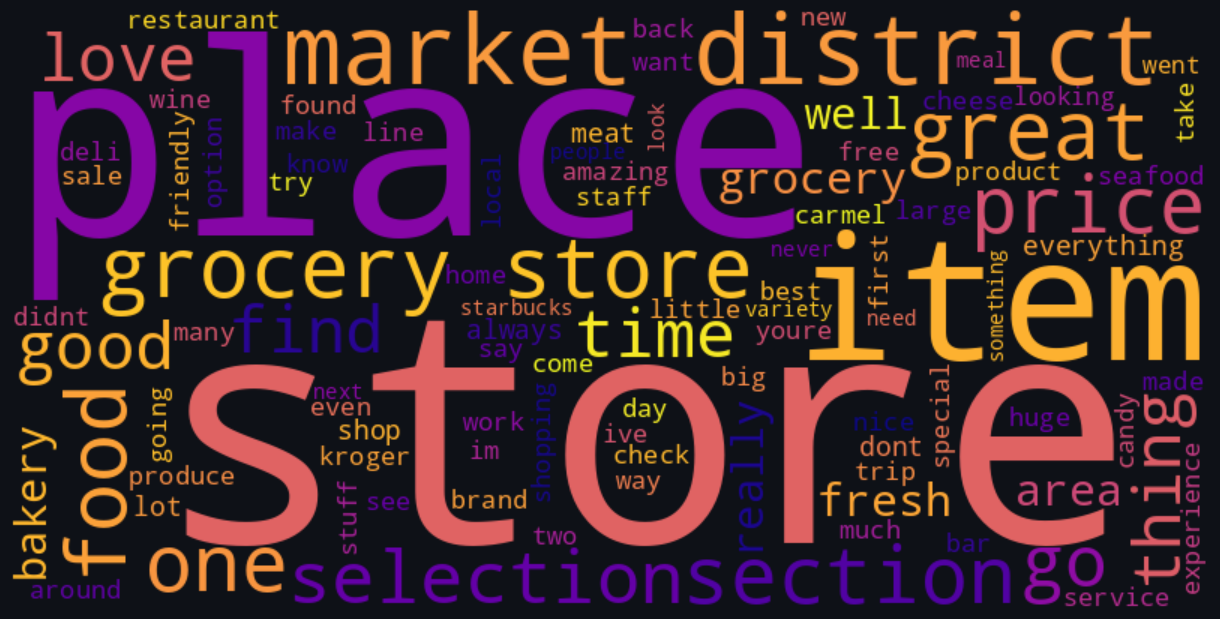 restaurant
love
market district
back
want
new
meal
went
place
wine
found
make
line
know
try
deli
sale
friendly
option
local
meat
people
amazing
staff
look
well
cheese
looking
take
great
free
product
seafood
grocery
carmel
large
price
grocery store
home
never
item
first
something
everything
need
didnt
good
many
find
starbucks
always
say
come
little
best
variety
time
youre
store
food
going
bakery
produce
lot
next
even
shop
kroger
stuff
see
work
im
brand
shopping
two
day
ive
check
way
big
really
nice
dont
trip
special
fresh
much
bar
huge
area
made
candy
thing
experience
around
one
selection
section
go
service